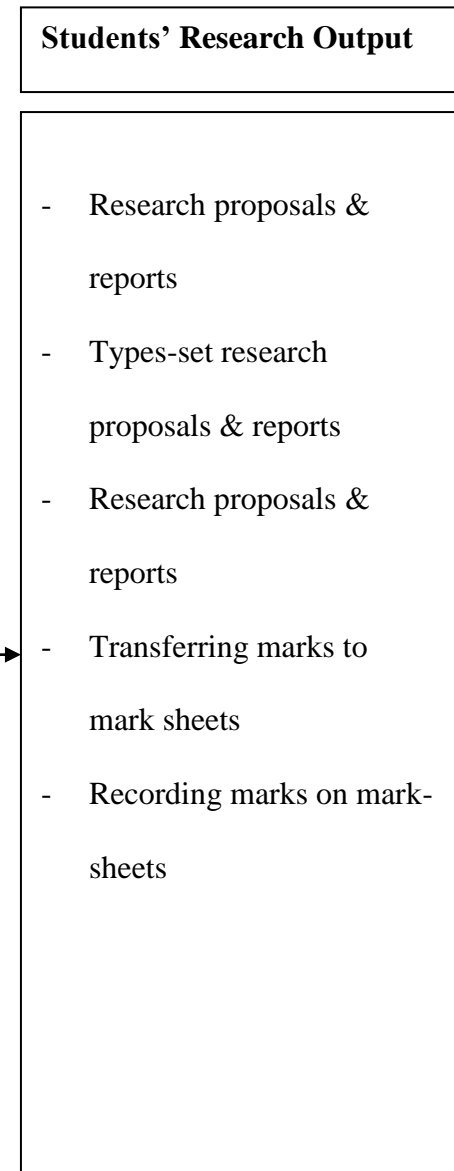 Students’ Research Output
- Research proposals &
reports
- Types-set research
proposals & reports
- Research proposals &
reports
- Transferring marks to
mark sheets
- Recording marks on mark-
sheets